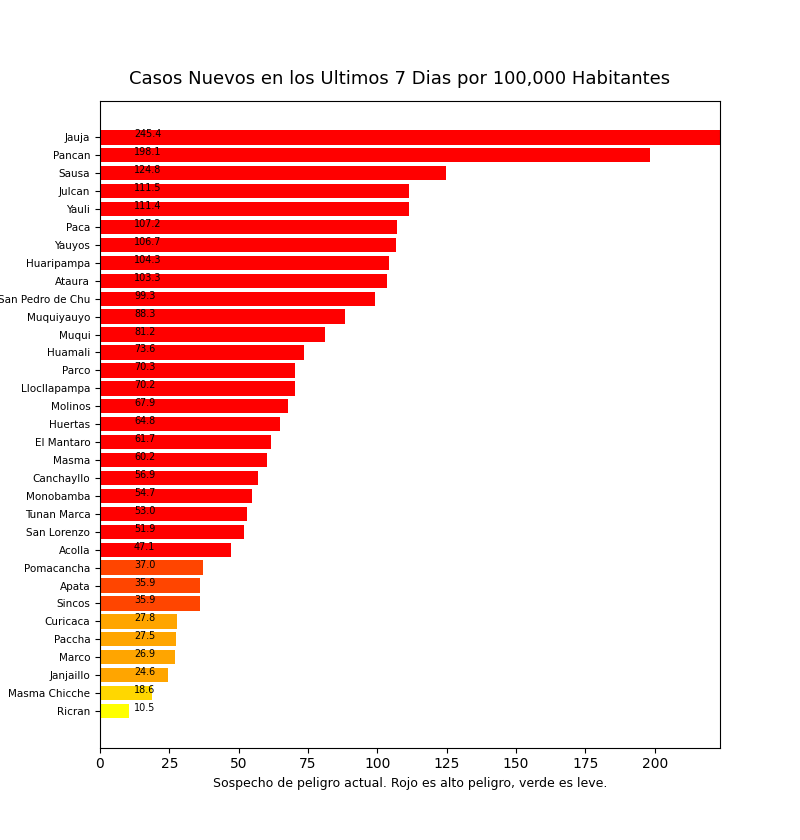 Casos Nuevos en los Ultimos 7 Dias por 100,000 Habitantes
Jauja 245.4
Pancan 198.1
Sausa 124.8
Julcan 111.5
Yauli 111.4
Paca 107.2
Yauyos 106.7
Huaripampa 104.3
Ataura 103.3
San Pedro de Chu 99.3
Muquiyauyo 88.3
Muqui 81.2
Huamali 73.6
Parco 70.3
Llocllapampa 70.2
Molinos 67.9
Huertas 64.8
El Mantaro 61.7
Masma 60.2
Canchayllo 56.9
Monobamba 54.7
Tunan Marca 53.0
San Lorenzo 51.9
Acolla 47.1
Pomacancha 37.0
Apata 35.9
Sincos 35.9
Curicaca 27.8
Paccha 27.5
Marco 26.9
Janjaillo 24.6
Masma Chicche 18.6
Ricran 10.5
0 25 50 75 100 125 150 175 200
Sospecho de peligro actual. Rojo es alto peligro, verde es leve.